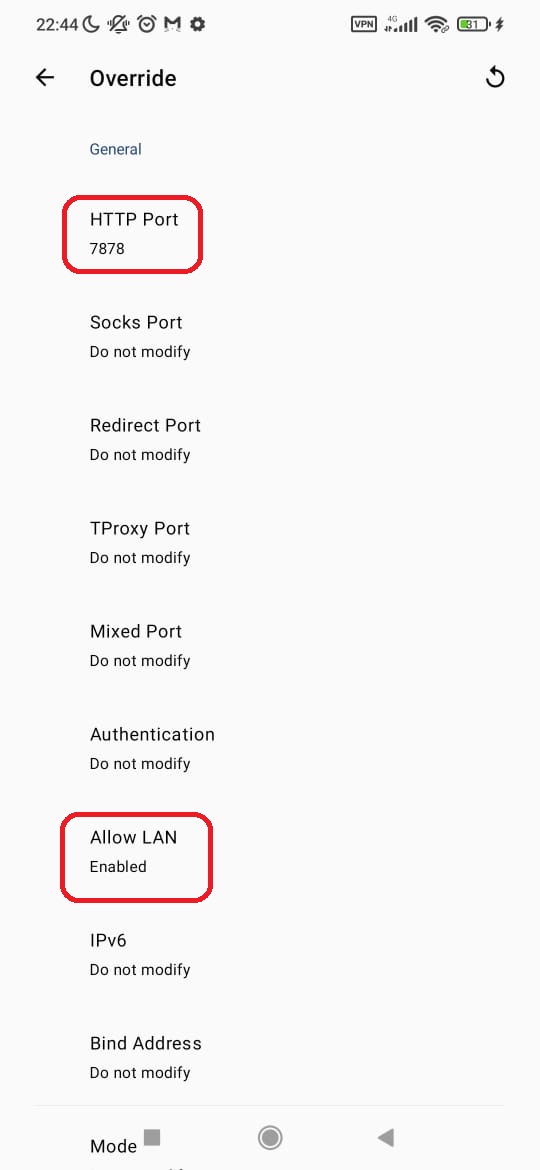 22:44 VPN 4G 31
Override
General
HTTP Port
7878
Socks Port
Do not modify
Redirect Port
Do not modify
TProxy Port
Do not modify
Mixed Port
Do not modify
Authentication
Do not modify
Allow LAN
Enabled
IPv6
Do not modify
Bind Address
Do not modify
Mode